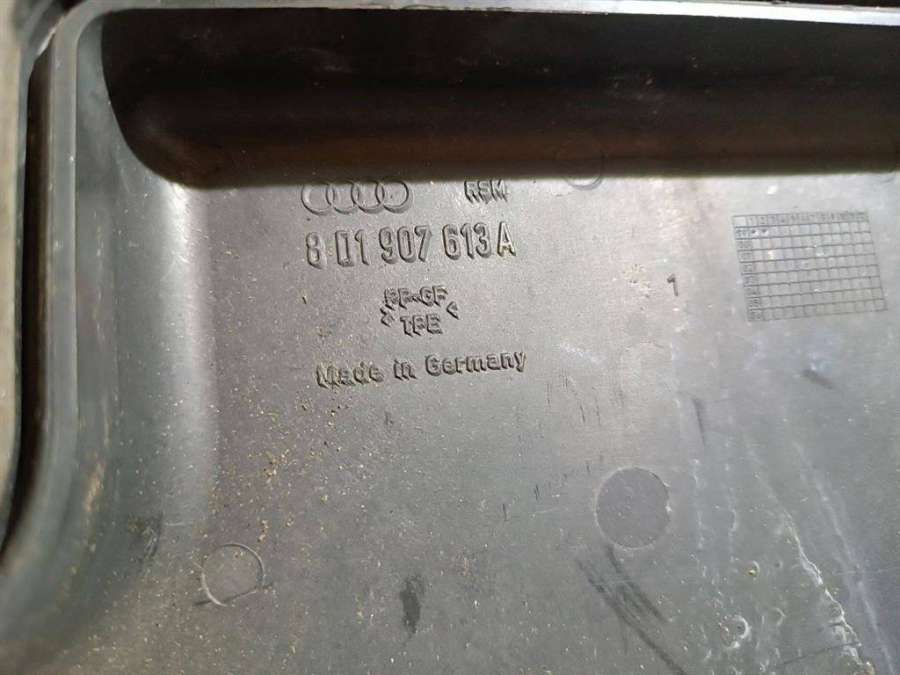 RSM
8 D1 907 613 A
PP-GF
> TPE <
Made in Germany
1